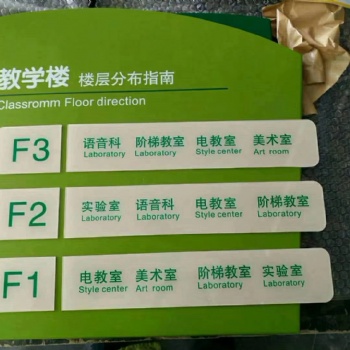 教学楼 楼层分布指南
Classromm Floor direction
F3
语音科 阶梯教室 电教室 美术室
Laboratory Laboratory Style center Art room
F2
实验室 语音科 电教室 阶梯教室
Laboratory Laboratory Style center Laboratory
F1
电教室 美术室 阶梯教室 实验室
Style center Art room Laboratory Laboratory